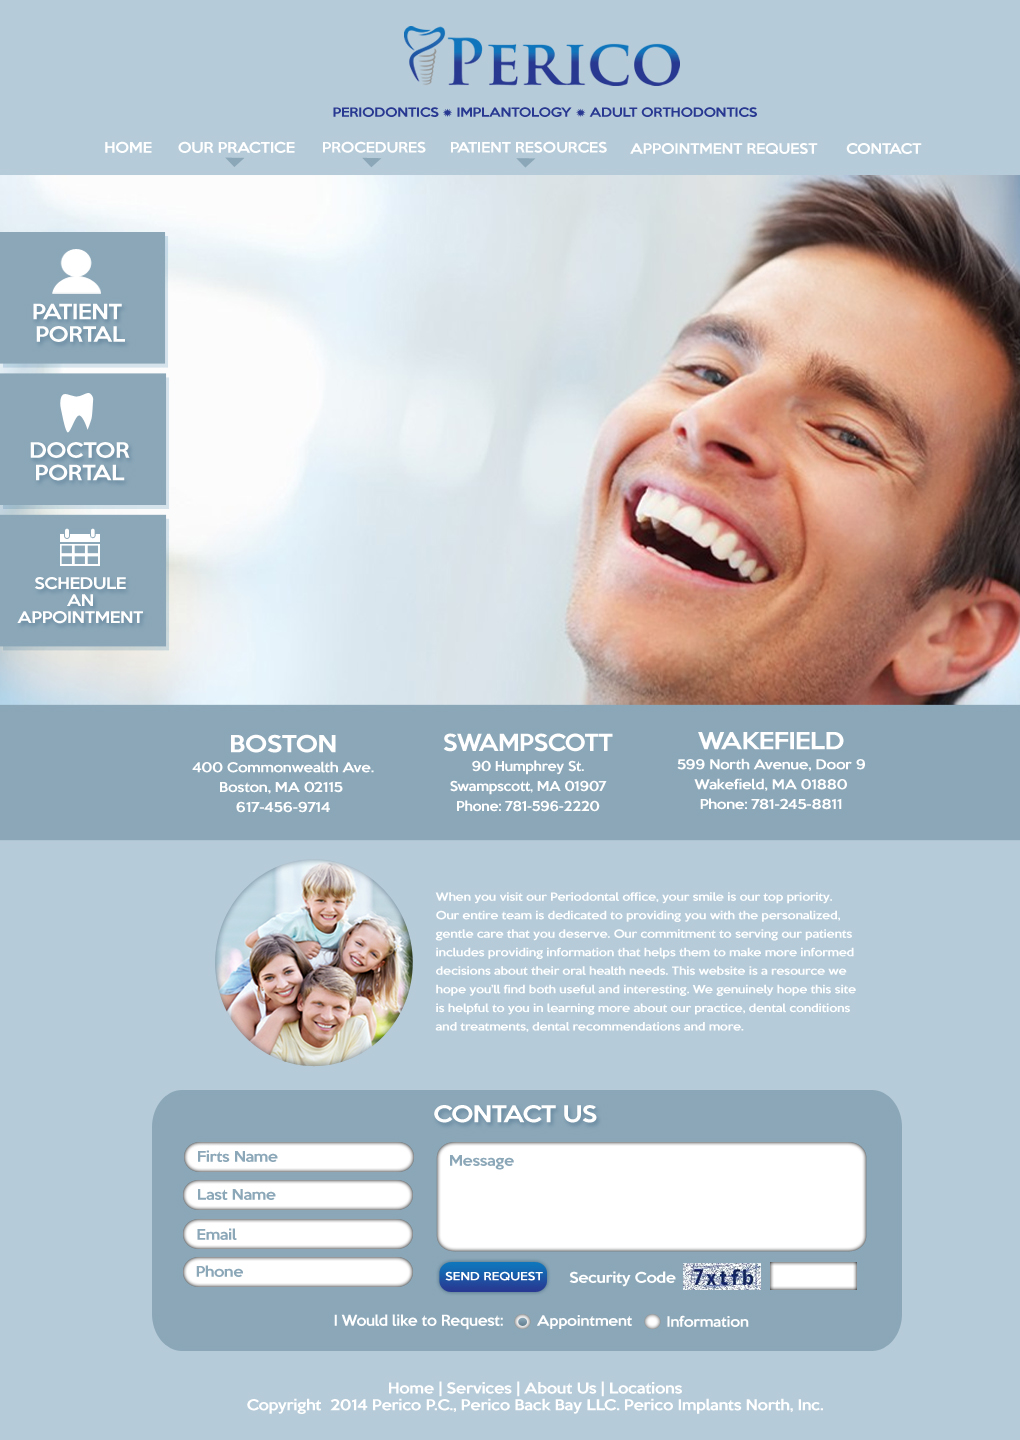 PERICO
PERIODONTICS ✹ IMPLANTOLOGY ✹ ADULT ORTHODONTICS
HOME OUR PRACTICE PROCEDURES PATIENT RESOURCES APPOINTMENT REQUEST CONTACT
PATIENT
PORTAL
DOCTOR
PORTAL
SCHEDULE
AN
APPOINTMENT
BOSTON
400 Commonwealth Ave.
Boston, MA 02115
617-456-9714
SWAMPSCOTT
90 Humphrey St.
Swampscott, MA 01907
Phone: 781-596-2220
WAKEFIELD
599 North Avenue, Door 9
Wakefield, MA 01880
Phone: 781-245-8811
When you visit our Periodontal office, your smile is our top priority.
Our entire team is dedicated to providing you with the personalized,
gentle care that you deserve. Our commitment to serving our patients
includes providing information that helps them to make more informed
decisions about their oral health needs. This website is a resource we
hope you'll find both useful and interesting. We genuinely hope this site
is helpful to you in learning more about our practice, dental conditions
and treatments, dental recommendations and more.
CONTACT US
Firts Name
Last Name
Email
Phone
Message
SEND REQUEST
Security Code 7xtfb
I Would like to Request: Appointment Information
Home | Services | About Us | Locations
Copyright 2014 Perico P.C., Perico Back Bay LLC. Perico Implants North, Inc.